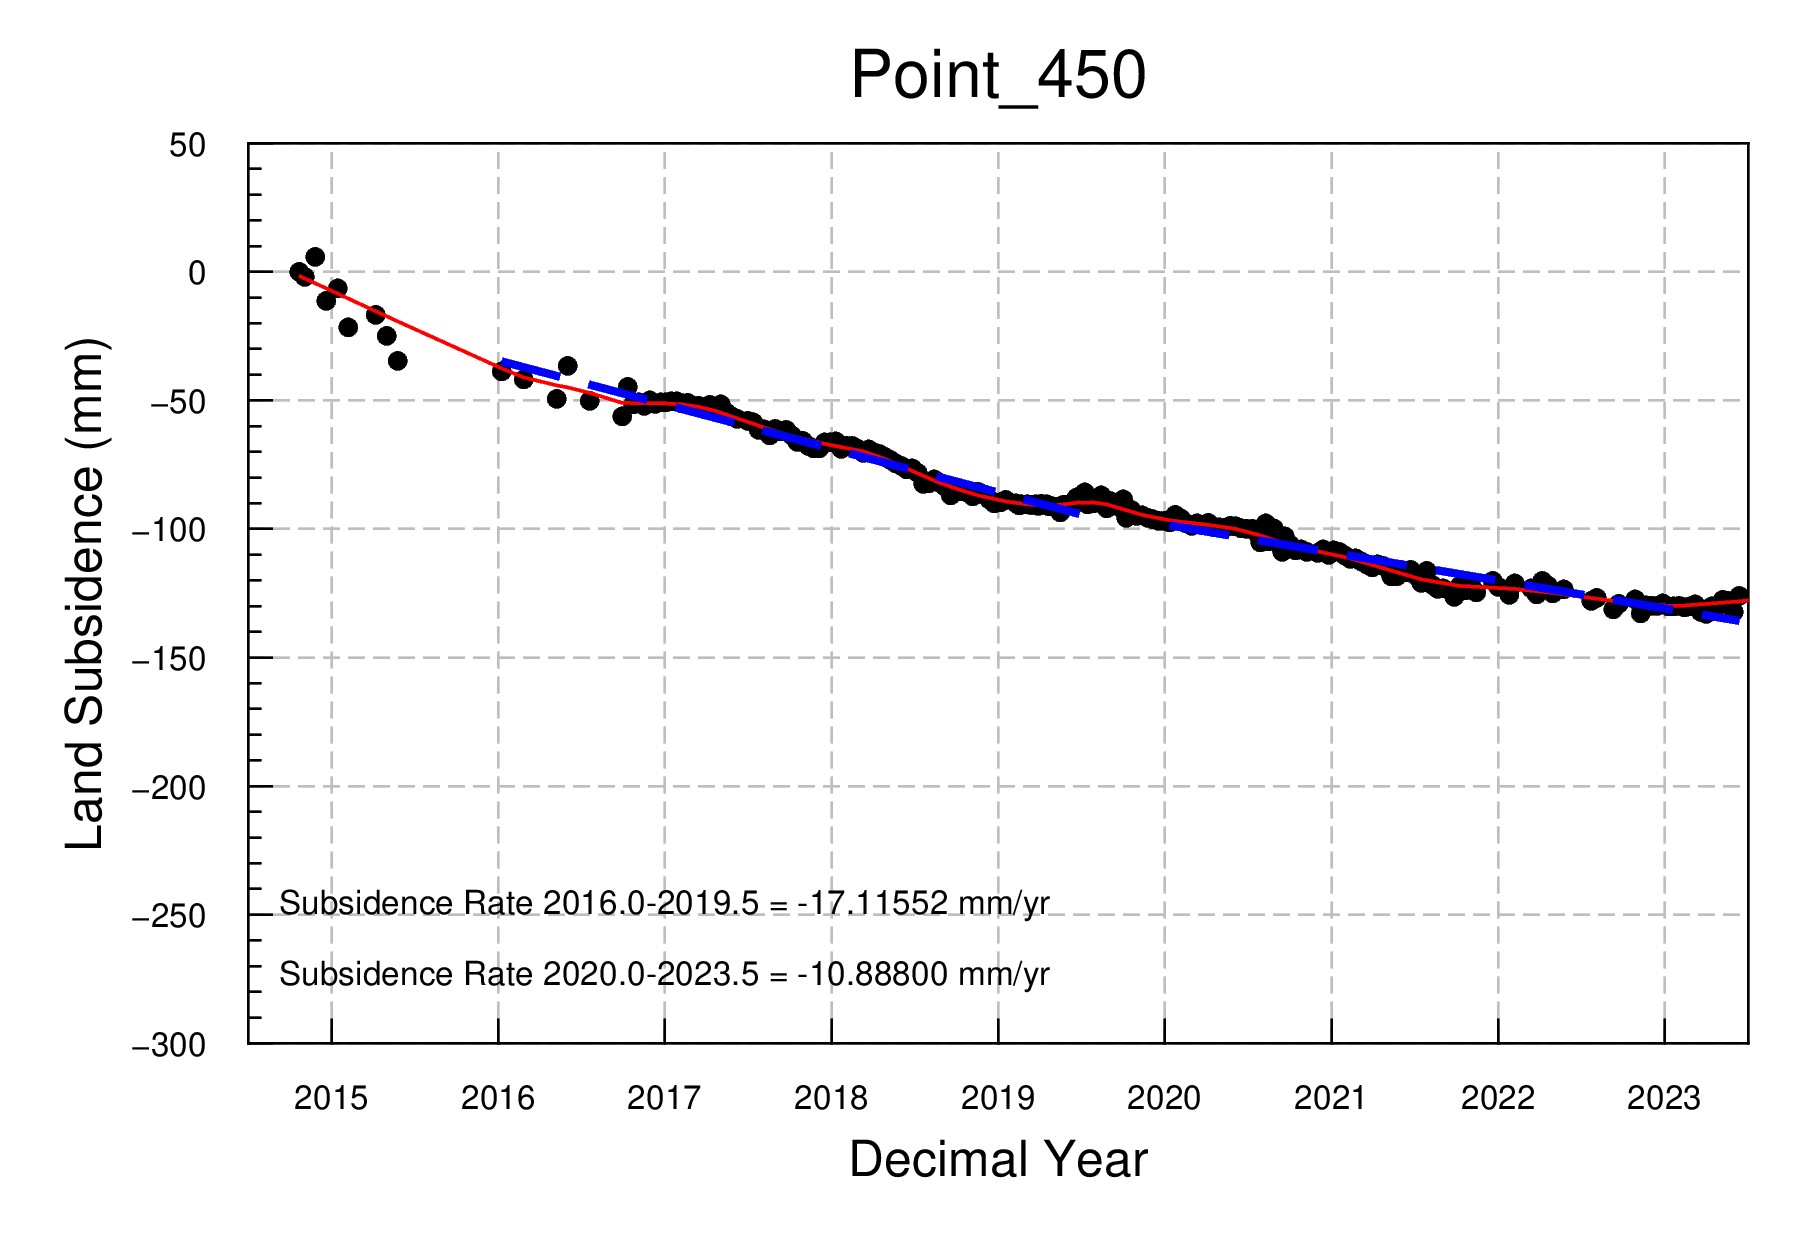 Point_450
50
0
−50
−100
−150
−200
−250
−300
Land Subsidence (mm)
Subsidence Rate 2016.0-2019.5 = -17.11552 mm/yr
Subsidence Rate 2020.0-2023.5 = -10.88800 mm/yr
2015 2016 2017 2018 2019 2020 2021 2022 2023
Decimal Year